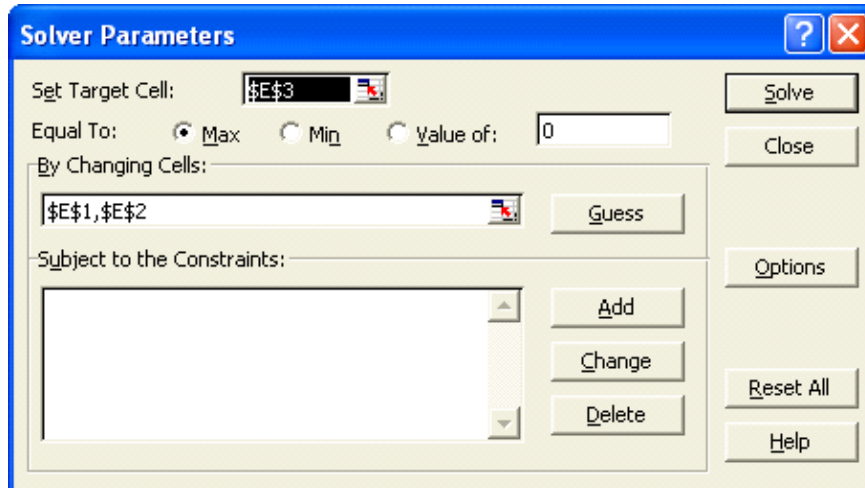 Solver Parameters
Set Target Cell: $E$3 Solve
Equal To: Max Min Value of: 0 Close
By Changing Cells:
$E$1,$E$2 Guess
Subject to the Constraints: Options
Add
Change
Reset All
Delete
Help